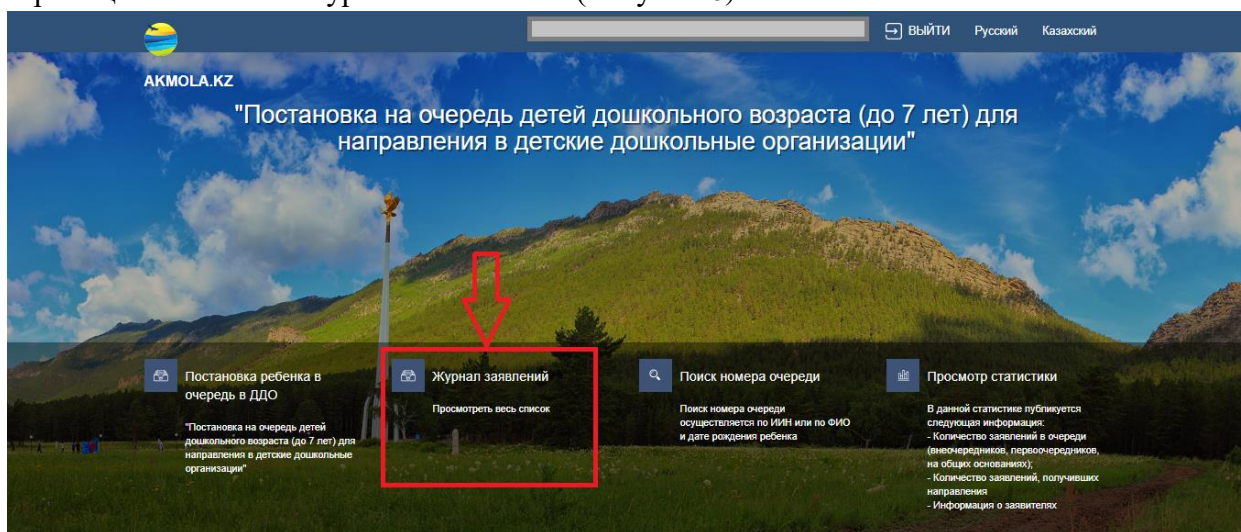 ВЫЙТИ Русский Казахский
AKMOLA.KZ
"Постановка на очередь детей дошкольного возраста (до 7 лет) для
направления в детские дошкольные организации"
Постановка ребенка в
очередь в ДДО
"Постановка на очередь детей
дошкольного возраста (до 7 лет) для
направления в детские дошкольные
организации"
Журнал заявлений
Просмотреть весь список
Поиск номера очереди
Поиск номера очереди
осуществляется по ИИН или по ФИО
и дате рождения ребенка
Просмотр статистики
В данной статистике публикуется
следующая информация:
- Количество заявлений в очереди
(внеочередников, первоочередников,
на общих основаниях);
- Количество заявлений, получивших
направления
- Информация о заявителях